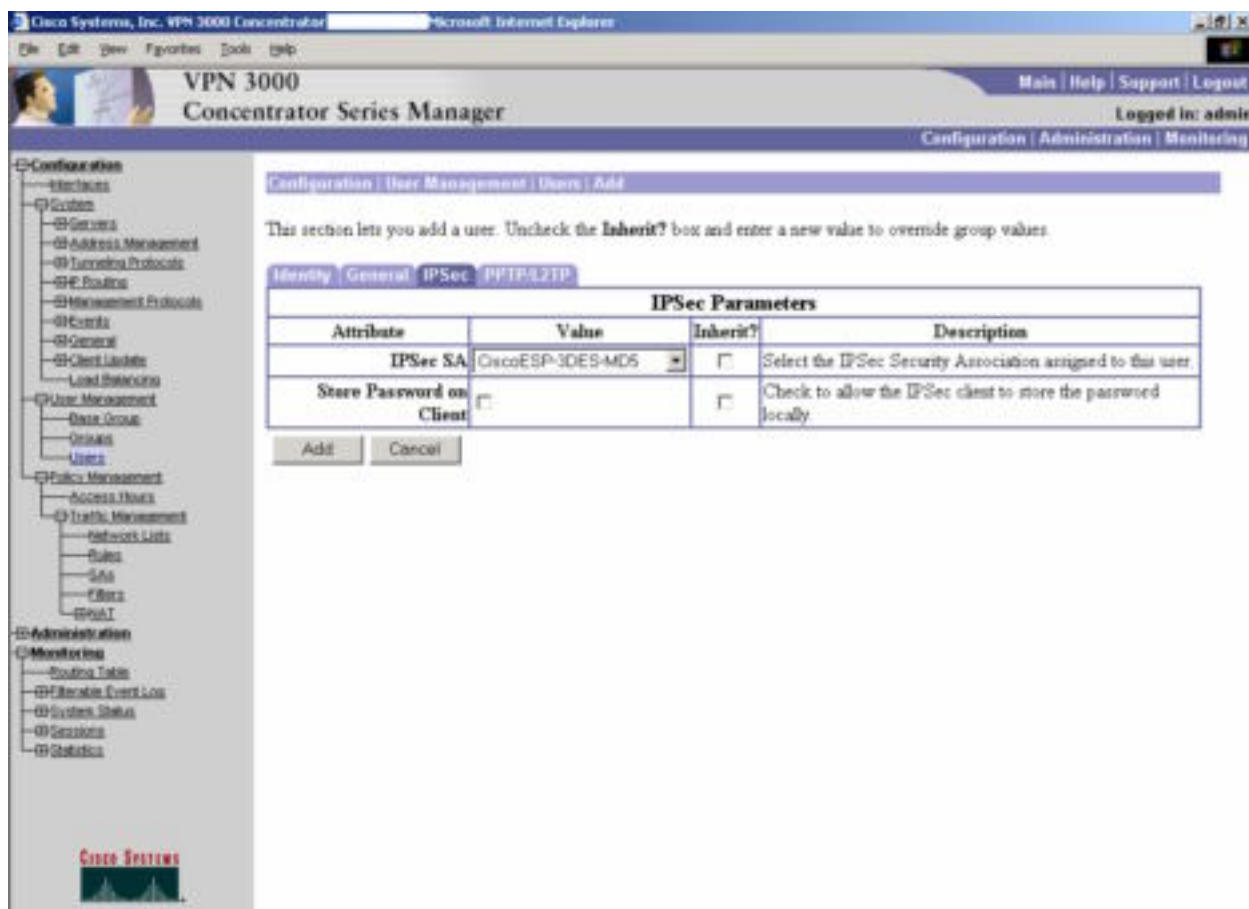 Cisco Systems, Inc. VPN 3000 Concentrator Microsoft Internet Explorer
File Edit View Favorites Tools Help
VPN 3000
Concentrator Series Manager
Main | Help | Support | Logout
Logged in: admin
Configuration | Administration | Monitoring
Configuration
Interfaces
System
Servers
Address Management
Tunneling Protocols
IP Routing
Management Protocols
Events
General
Client Update
Load Balancing
User Management
Base Group
Groups
Users
Policy Management
Access Hours
Traffic Management
Network Lists
Rules
SAs
Filters
NAT
Administration
Monitoring
Routing Table
Filterable Event Log
System Status
Sessions
Statistics
Cisco Systems
Configuration | User Management | Users | Add
This section lets you add a user. Uncheck the Inherit? box and enter a new value to override group values.
Identity General IPSec PPTP/L2TP
IPSec Parameters
Attribute Value Inherit? Description
IPSec SA CiscoESP-3DES-MD5 Select the IPSec Security Association assigned to this user.
Store Password on Client Check to allow the IPSec client to store the password locally.
Add Cancel